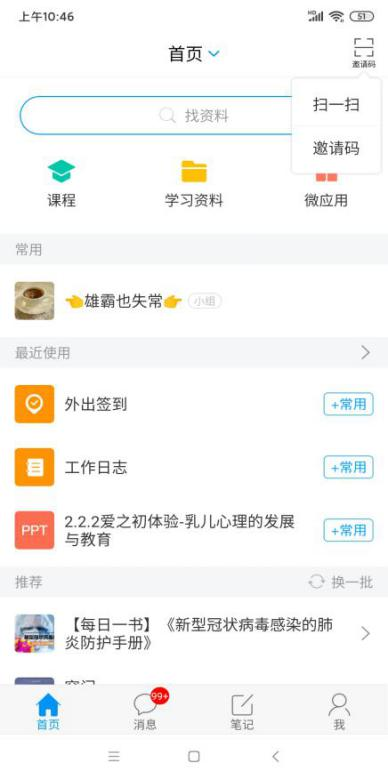 上午10:46
HD
51
首页
邀请码
扫一扫
邀请码
找资料
课程
学习资料
微应用
常用
👈雄霸也失常👉 小组
最近使用
外出签到
+常用
工作日志
+常用
PPT
2.2.2爱之初体验-乳儿心理的发展
与教育
+常用
推荐
换一批
【每日一书】《新型冠状病毒感染的肺
炎防护手册》
99+
首页
消息
笔记
我